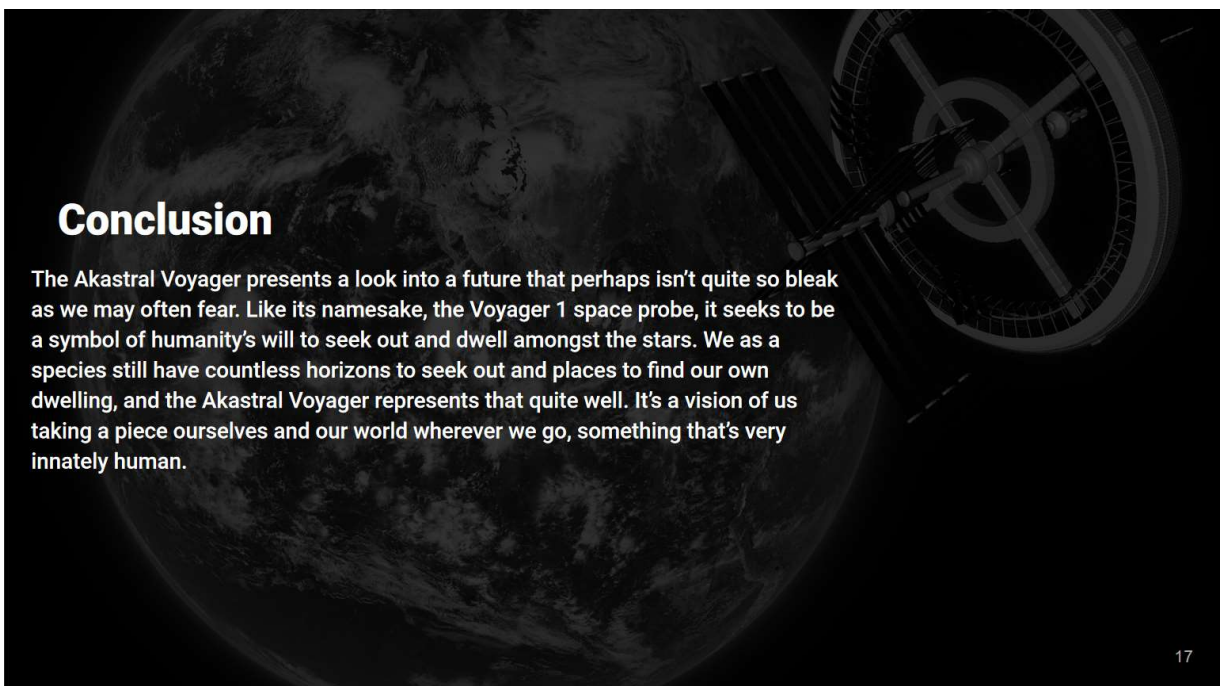 Conclusion
The Akastral Voyager presents a look into a future that perhaps isn’t quite so bleak
as we may often fear. Like its namesake, the Voyager 1 space probe, it seeks to be
a symbol of humanity’s will to seek out and dwell amongst the stars. We as a
species still have countless horizons to seek out and places to find our own
dwelling, and the Akastral Voyager represents that quite well. It’s a vision of us
taking a piece ourselves and our world wherever we go, something that’s very
innately human.
17